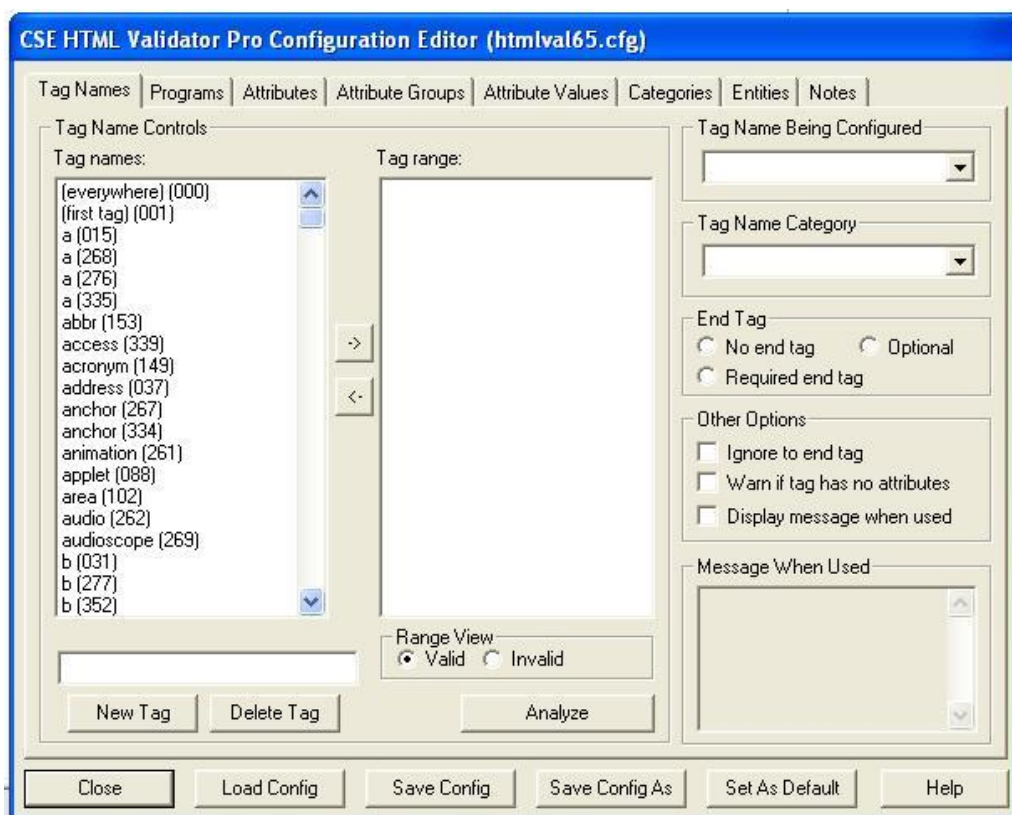 CSE HTML Validator Pro Configuration Editor (htmlval65.cfg)
Tag Names Programs Attributes Attribute Groups Attribute Values Categories Entities Notes
Tag Name Controls
Tag names:
(everywhere) (000)
(first tag) (001)
a (015)
a (268)
a (276)
a (335)
abbr (153)
access (339)
acronym (149)
address (037)
anchor (267)
anchor (334)
animation (261)
applet (088)
area (102)
audio (262)
audioscope (269)
b (031)
b (277)
b (352)
->
<-
New Tag Delete Tag
Tag range:
Range View
Valid Invalid
Analyze
Tag Name Being Configured
Tag Name Category
End Tag
No end tag Optional
Required end tag
Other Options
Ignore to end tag
Warn if tag has no attributes
Display message when used
Message When Used
Close Load Config Save Config Save Config As Set As Default Help